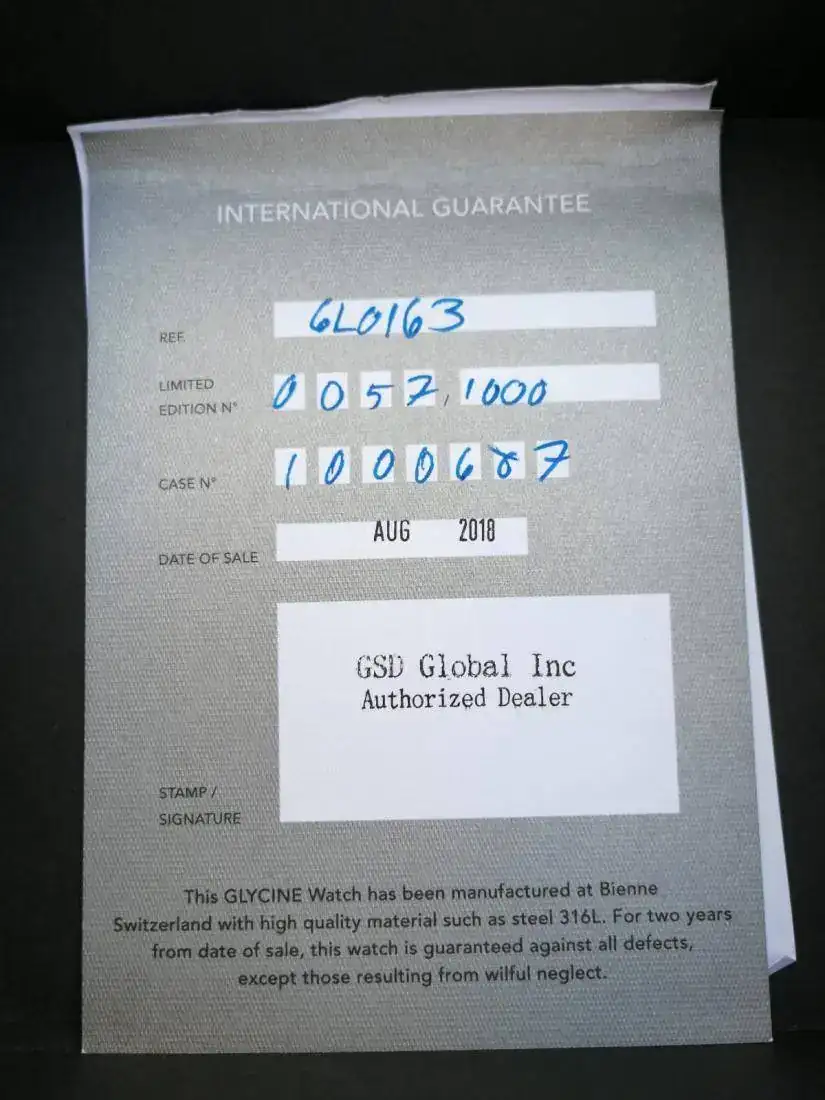 INTERNATIONAL GUARANTEE
REF. GL0163
LIMITED
EDITION N° 0057, 1000
CASE N° 1000687
DATE OF SALE AUG 2018
GSD Global Inc
Authorized Dealer
STAMP /
SIGNATURE
This GLYCINE Watch has been manufactured at Bienne
Switzerland with high quality material such as steel 316L. For two years
from date of sale, this watch is guaranteed against all defects,
except those resulting from wilful neglect.